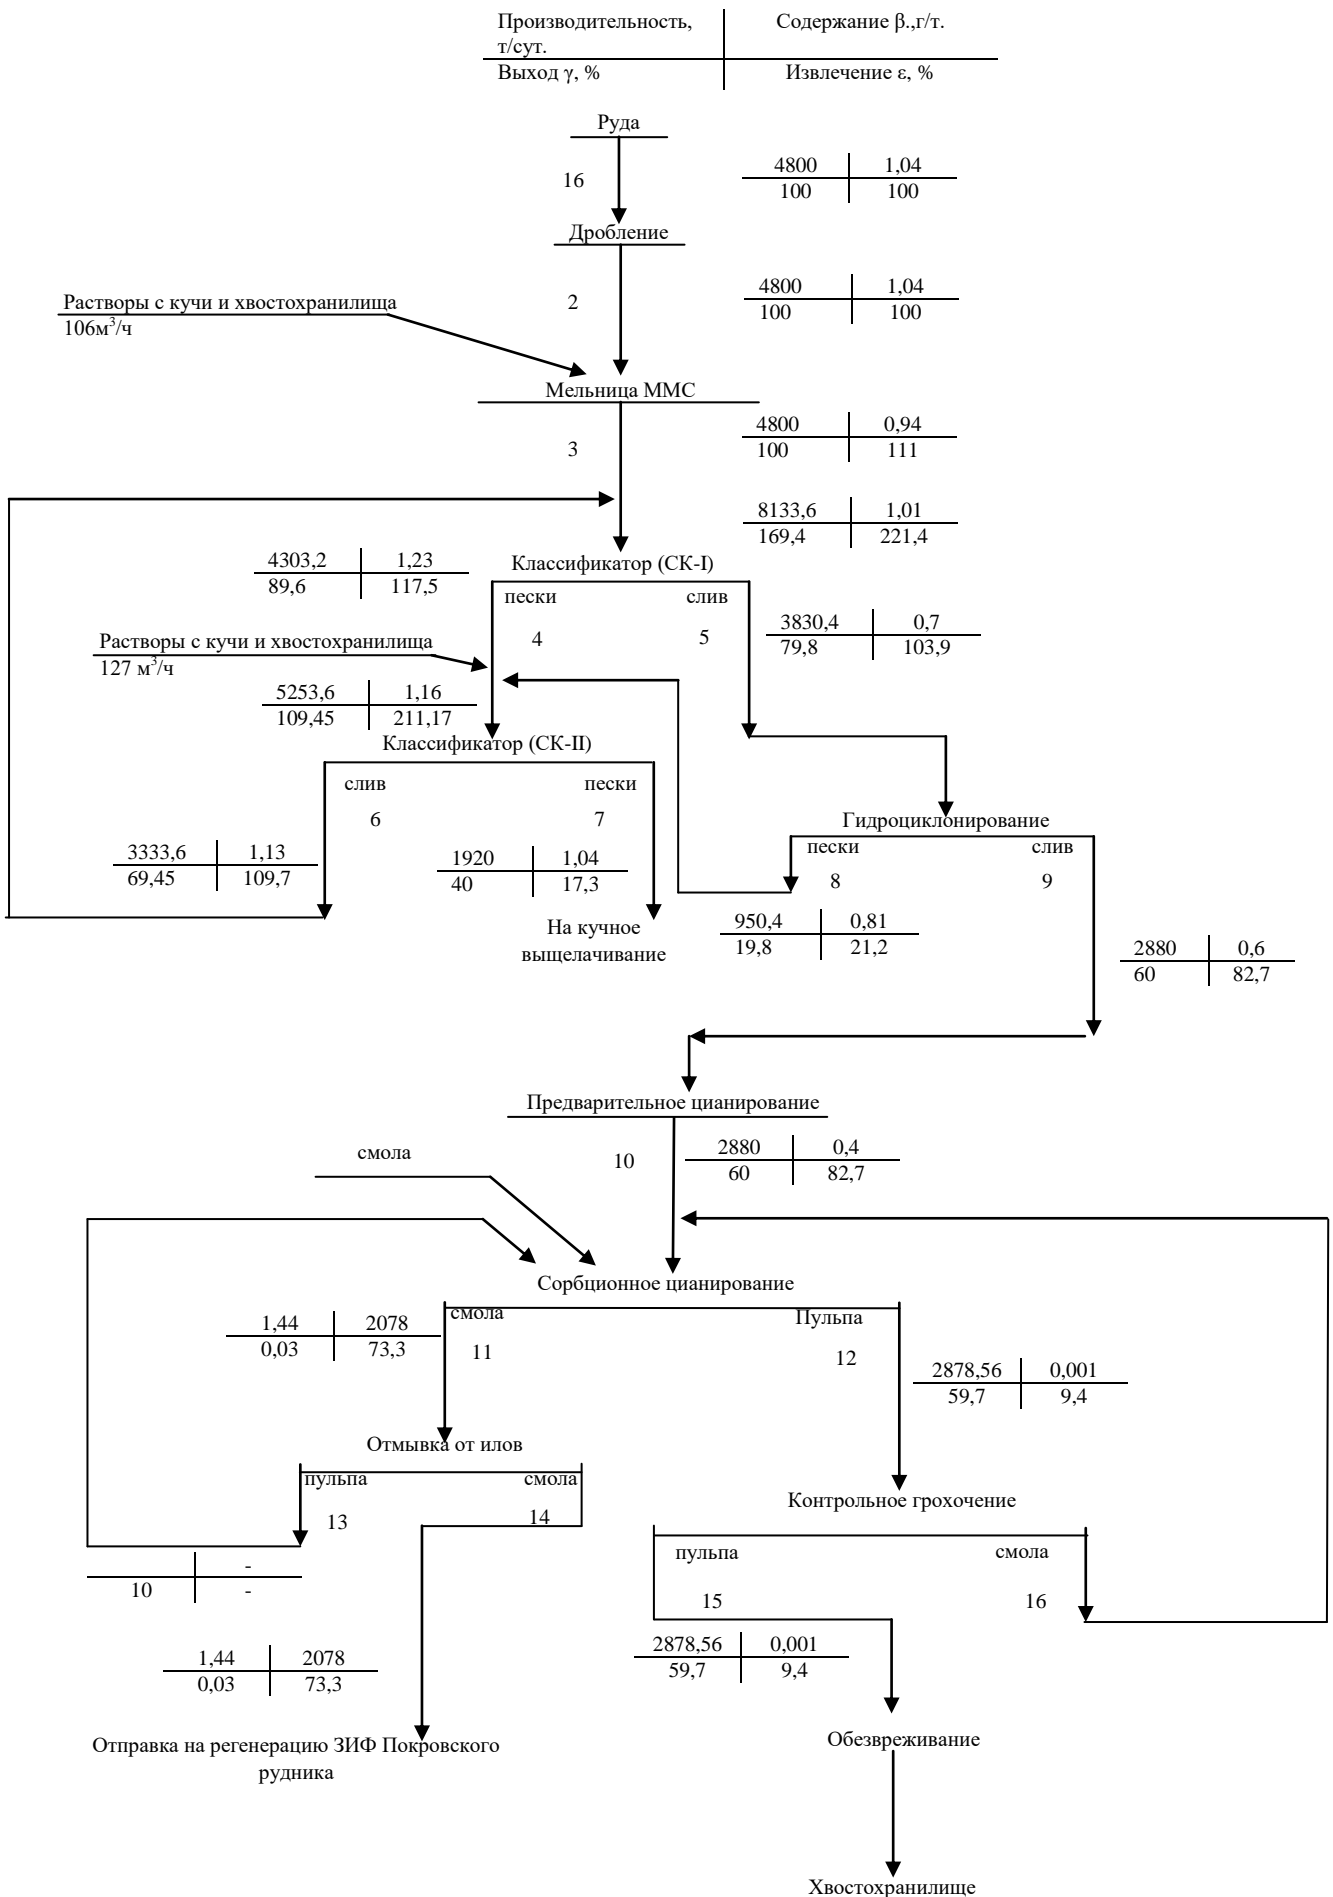 Производительность,
т/сут.
Содержание β.,г/т.
Выход γ, %
Извлечение ε, %
Руда
16
4800
1,04
100
100
Дробление
2
4800
1,04
100
100
Растворы с кучи и хвостохранилища
106м³/ч
Мельница ММС
3
4800
0,94
100
111
8133,6
1,01
169,4
221,4
4303,2
1,23
89,6
117,5
Классификатор (СК-I)
пески
слив
4
5
3830,4
0,7
79,8
103,9
Растворы с кучи и хвостохранилища
127 м³/ч
5253,6
1,16
109,45
211,17
Классификатор (СК-II)
слив
пески
6
7
3333,6
1,13
69,45
109,7
1920
1,04
40
17,3
На кучное
выщелачивание
Гидроциклонирование
пески
слив
8
9
950,4
0,81
19,8
21,2
2880
0,6
60
82,7
Предварительное цианирование
10
2880
0,4
60
82,7
смола
Сорбционное цианирование
смола
Пульпа
11
12
1,44
2078
0,03
73,3
2878,56
0,001
59,7
9,4
Отмывка от илов
пульпа
смола
13
14
-
10
-
Контрольное грохочение
пульпа
смола
15
16
2878,56
0,001
59,7
9,4
1,44
2078
0,03
73,3
Отправка на регенерацию ЗИФ Покровского
рудника
Обезвреживание
Хвостохранилище